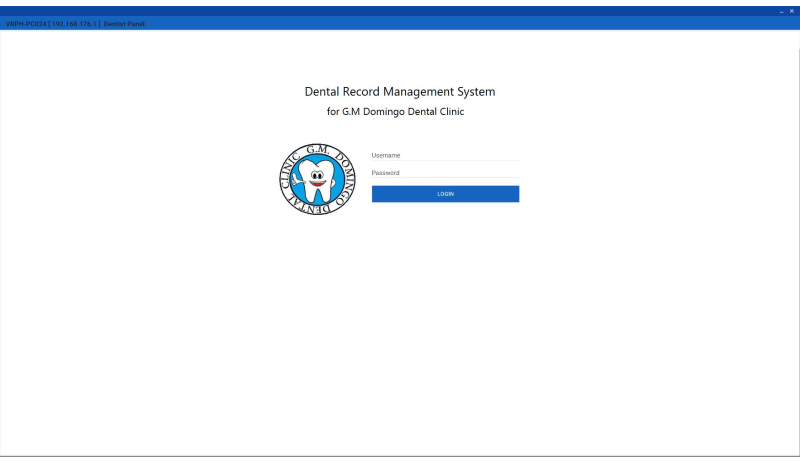 VRPH-PC024 [ 192.168.176.1 ] Dentist Panel
Dental Record Management System
for G.M Domingo Dental Clinic
CLINIC G.M. DOMINGO DENTAL
Username
Password
LOGIN